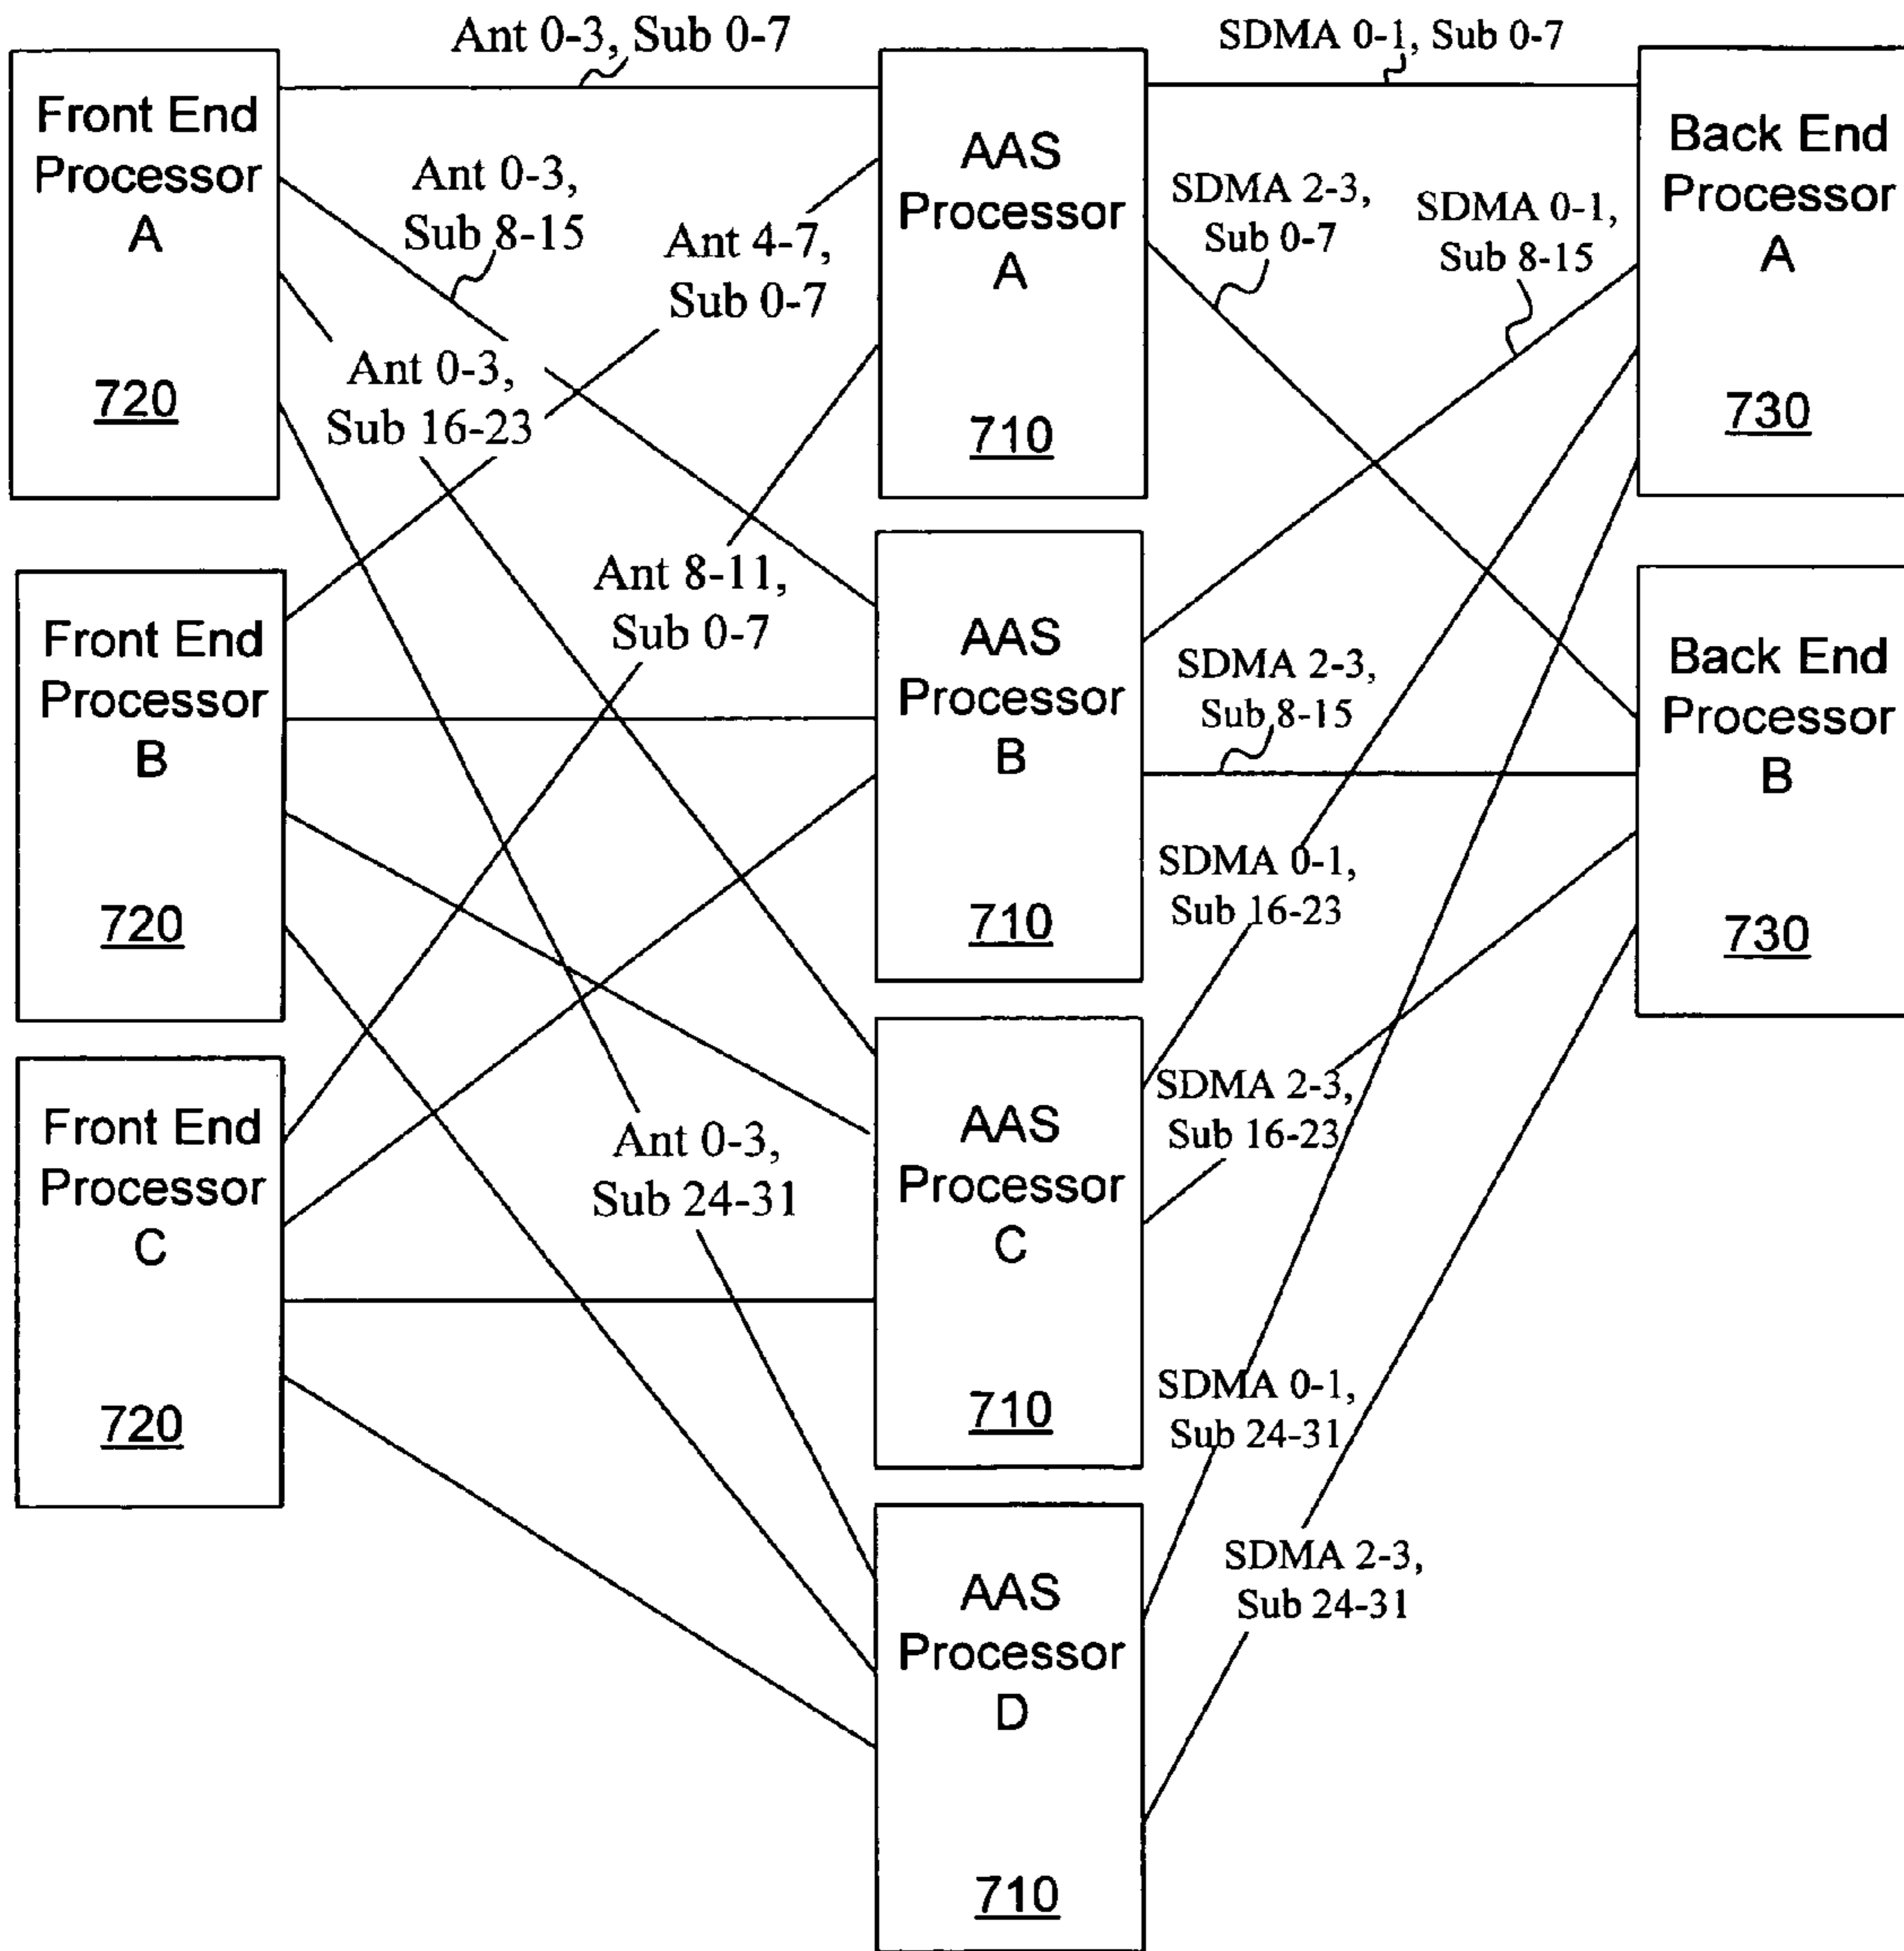 Ant 0-3, Sub 0-7
SDMA 0-1, Sub 0-7
Front End
Processor
A
720
Ant 0-3,
Sub 8-15
Ant 4-7,
Sub 0-7
Ant 0-3,
Sub 16-23
AAS
Processor
A
710
SDMA 2-3,
Sub 0-7
SDMA 0-1,
Sub 8-15
Back End
Processor
A
730
Front End
Processor
B
720
Ant 8-11,
Sub 0-7
AAS
Processor
B
710
SDMA 2-3,
Sub 8-15
SDMA 0-1,
Sub 16-23
Back End
Processor
B
730
Front End
Processor
C
720
Ant 0-3,
Sub 24-31
AAS
Processor
C
710
SDMA 2-3,
Sub 16-23
SDMA 0-1,
Sub 24-31
AAS
Processor
D
710
SDMA 2-3,
Sub 24-31